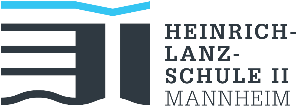 HEINRICH-
LANZ-
SCHULE II
MANNHEIM